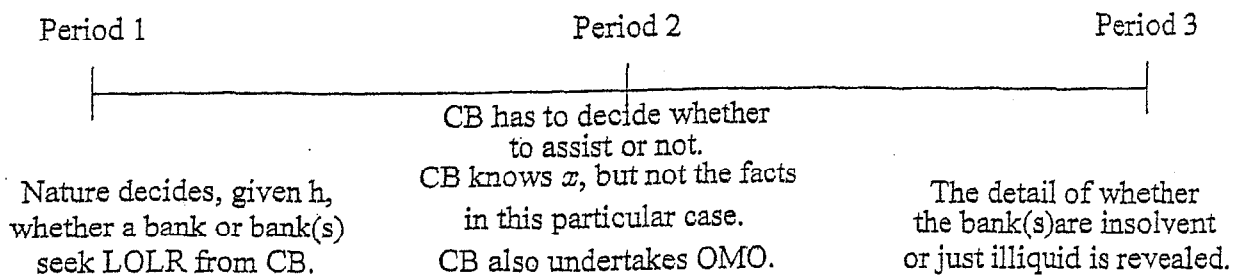 Period 1
Period 2
Period 3
CB has to decide whether
to assist or not.
CB knows x, but not the facts
in this particular case.
CB also undertakes OMO.
Nature decides, given h,
whether a bank or bank(s)
seek LOLR from CB.
The detail of whether
the bank(s)are insolvent
or just illiquid is revealed.